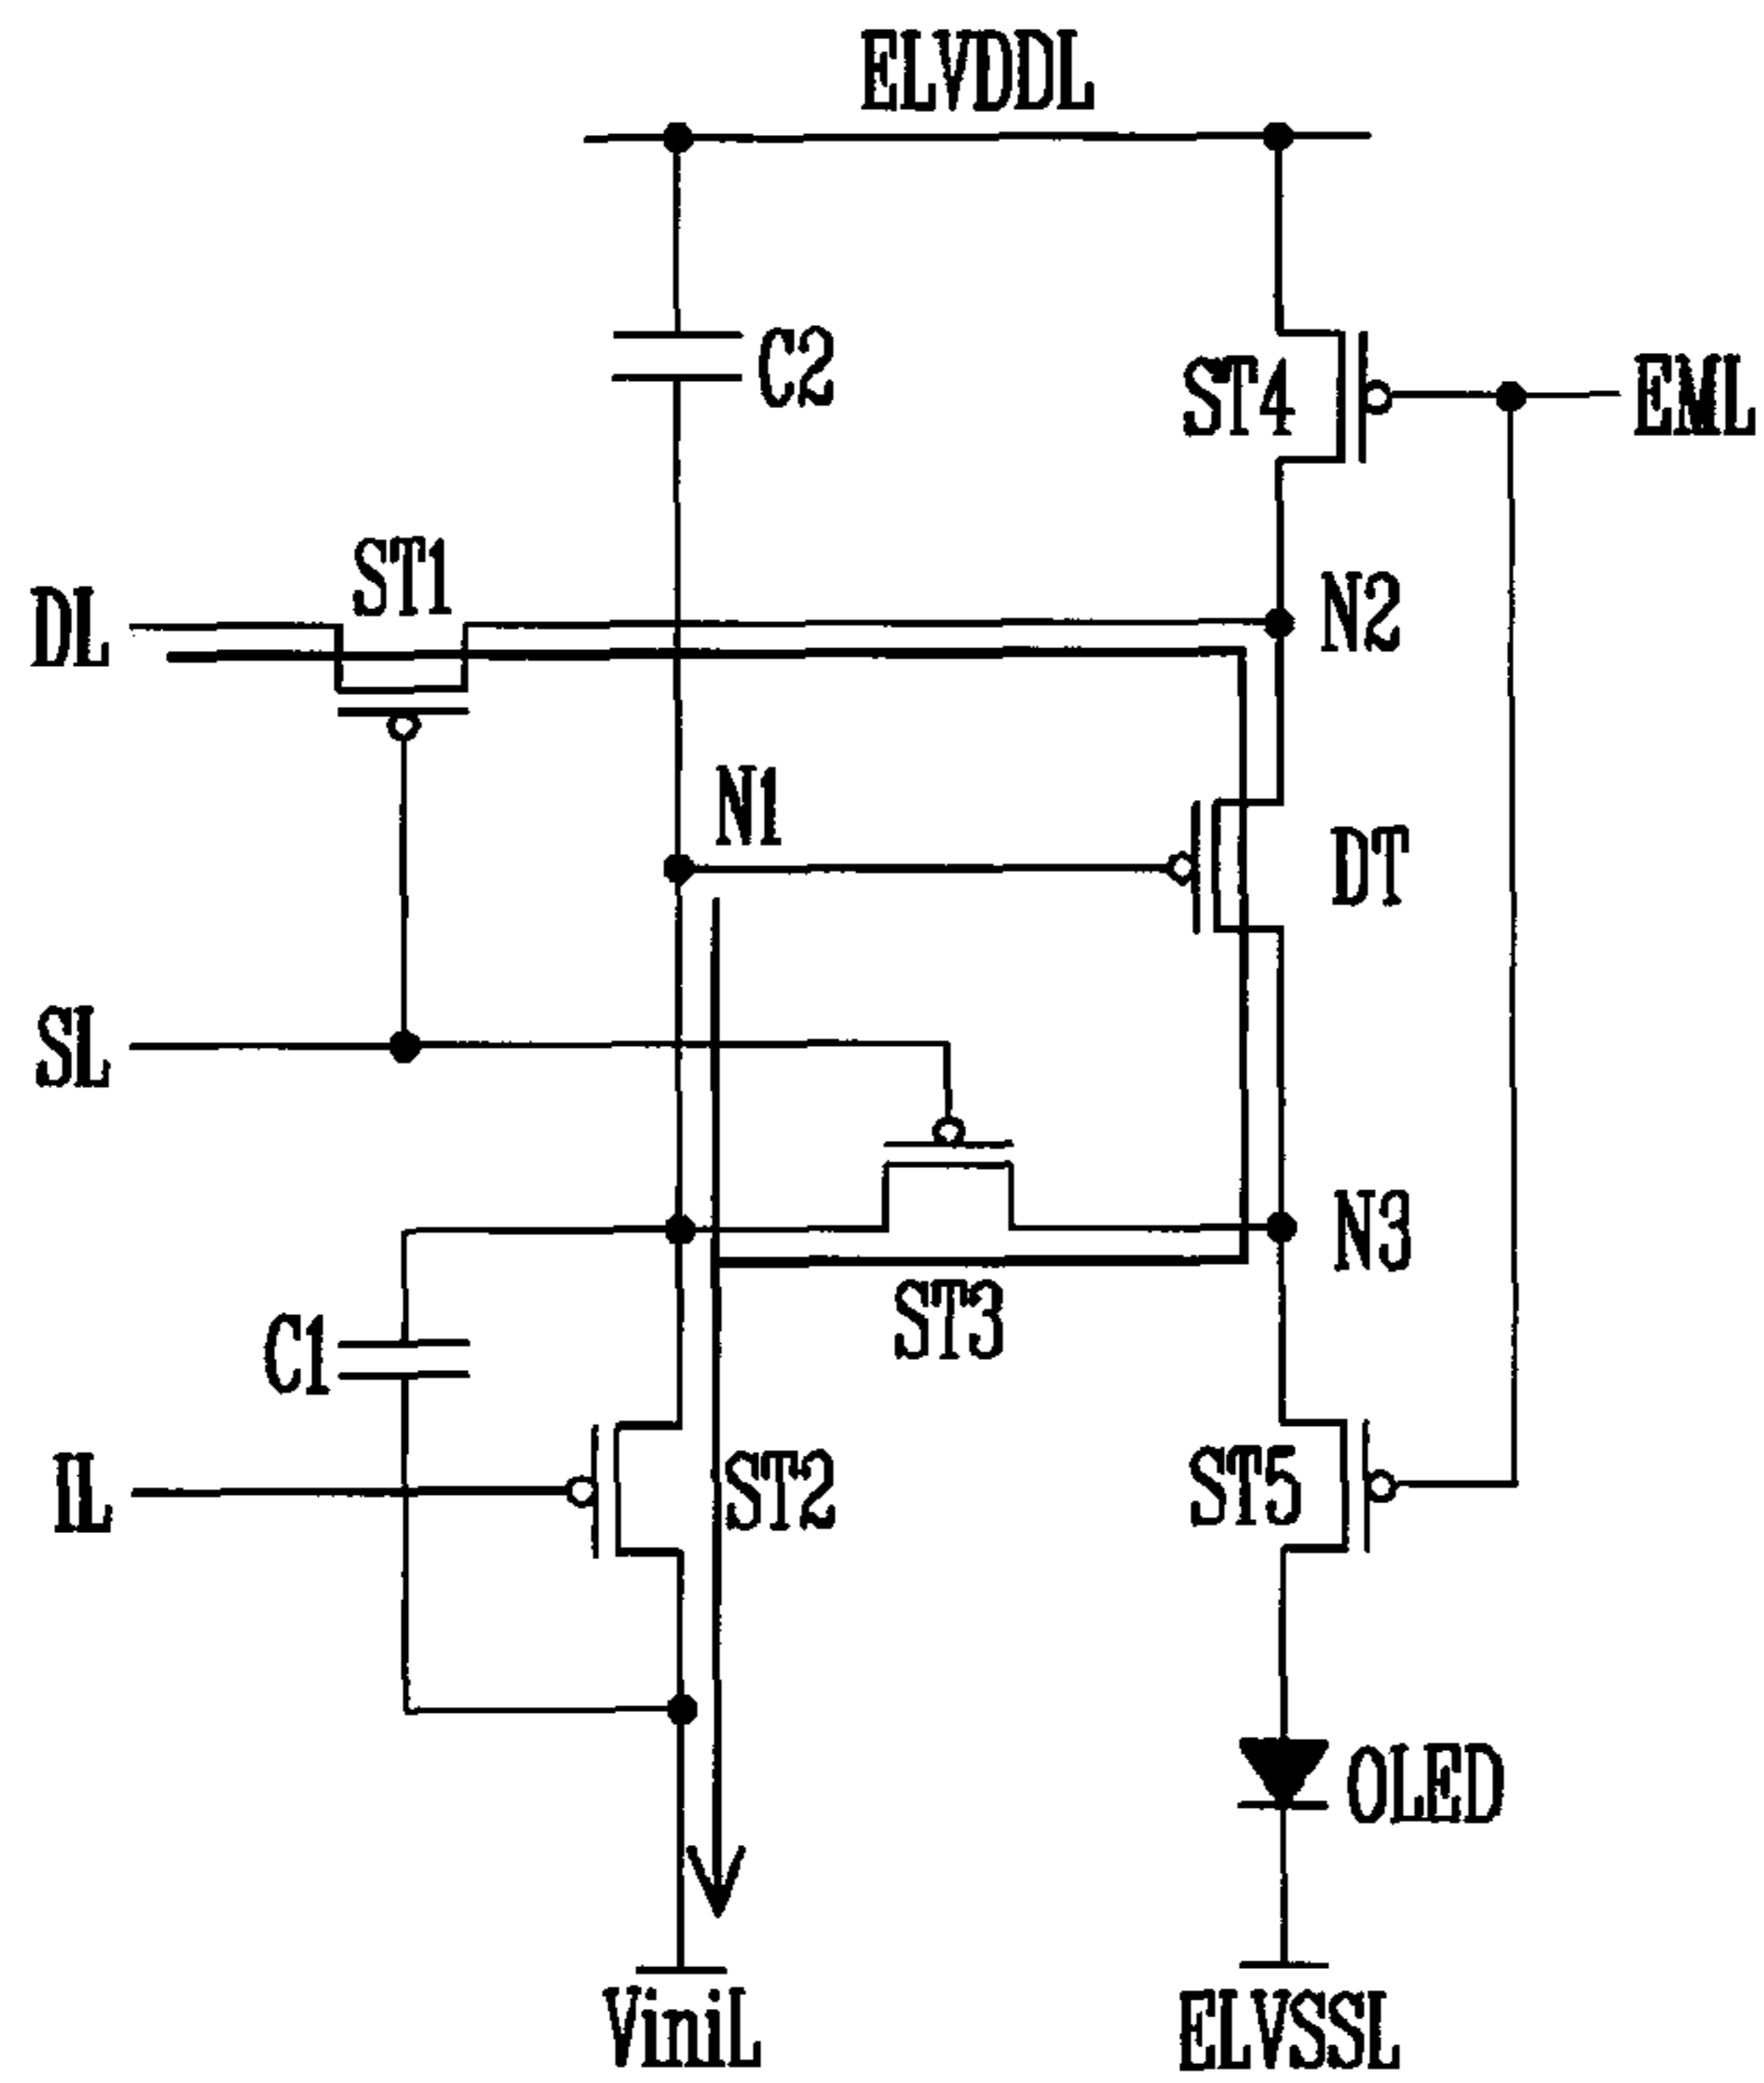 ELVDDL
C2
ST4
EML
ST1
DL
N2
N1
DT
SL
N3
ST3
C1
IL
ST2
ST5
OLED
ViniL
ELVSSL